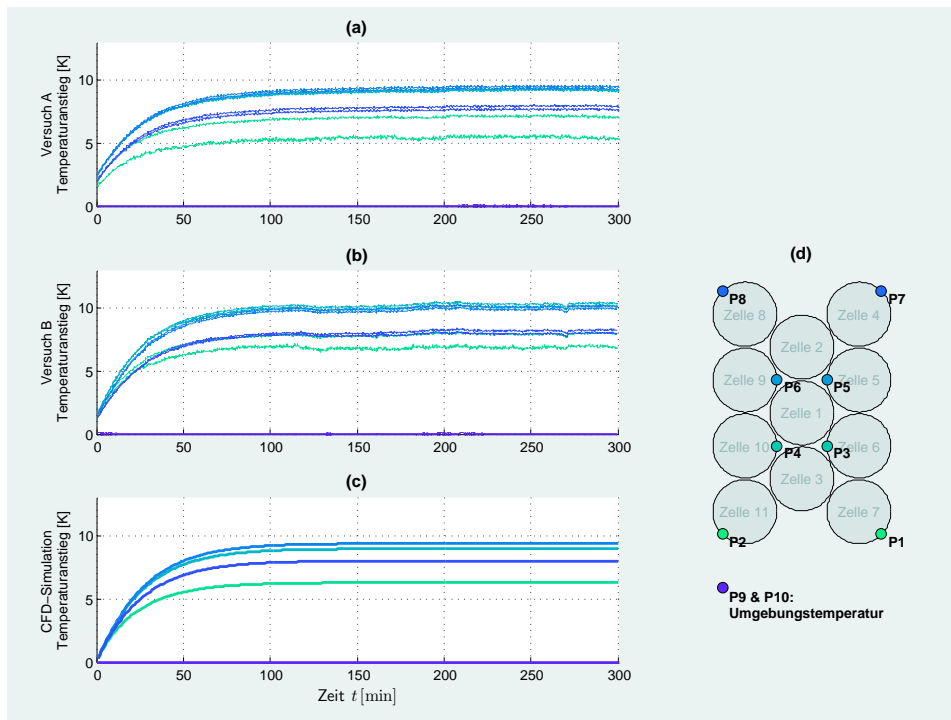 (a)
Versuch A
Temperaturanstieg [K]
10
5
0
0 50 100 150 200 250 300
(b)
Versuch B
Temperaturanstieg [K]
10
5
0
0 50 100 150 200 250 300
(c)
CFD−Simulation
Temperaturanstieg [K]
10
5
0
0 50 100 150 200 250 300
Zeit t [min]
(d)
P8 P7
Zelle 8 Zelle 4
Zelle 2
Zelle 9 Zelle 5
P6 P5
Zelle 1
Zelle 10 Zelle 6
P4 P3
Zelle 3
Zelle 11 Zelle 7
P2 P1
P9 & P10:
Umgebungstemperatur